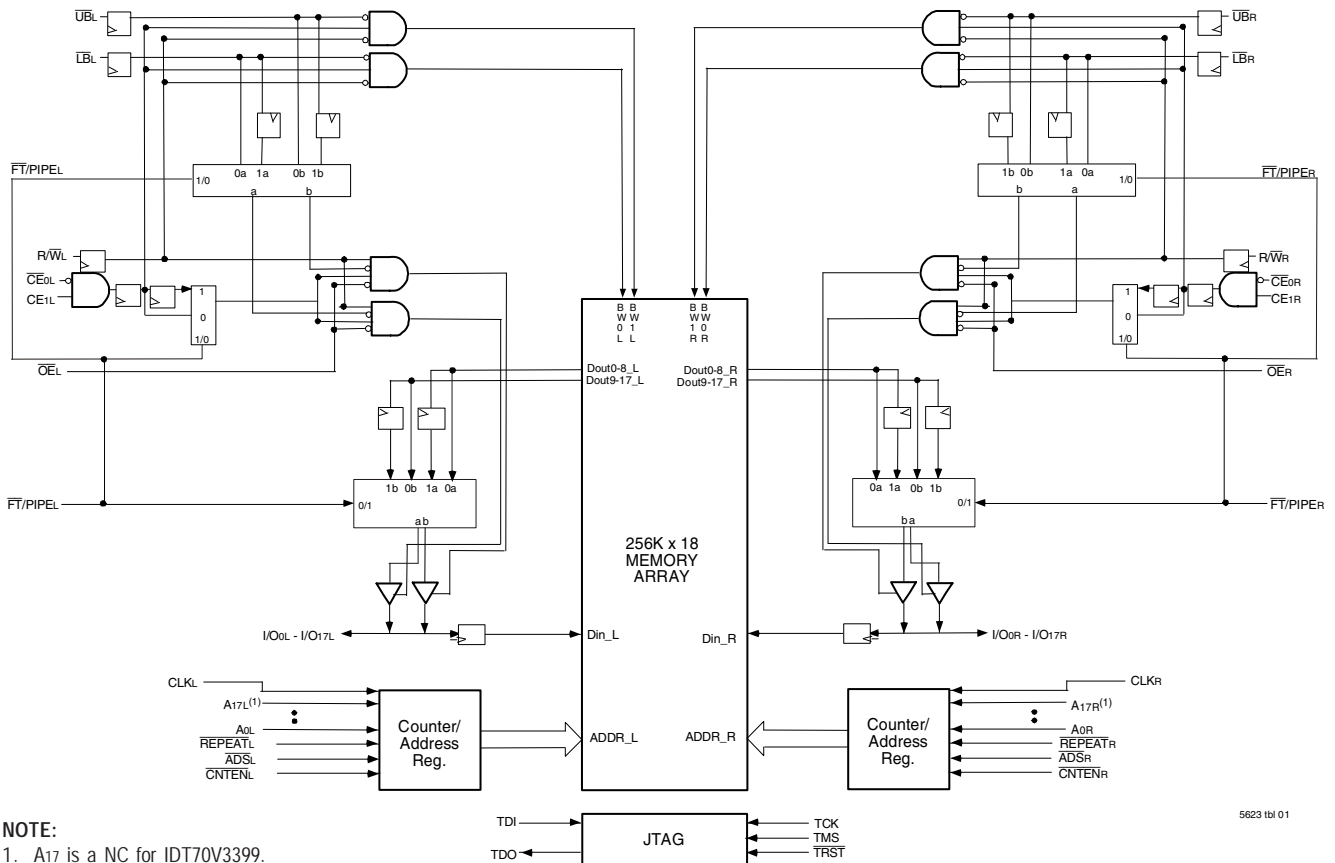 UBL
UBR
LBL
LBR
FT/PIPEL
1/0
0a 1a 0b 1b
a b
1b 0b 1a 0a
b a
1/0
FT/PIPER
R/WL
R/WR
CE0L
CE1L
1
0
1/0
CE0R
CE1R
1
0
1/0
OEL
OER
BW0L
BW1L
BW1R
BW0R
Dout0-8_L
Dout9-17_L
Dout0-8_R
Dout9-17_R
1b 0b 1a 0a
0/1
ab
0a 1a 0b 1b
0/1
ba
FT/PIPEL
FT/PIPER
256K x 18
MEMORY
ARRAY
I/O0L - I/O17L
Din_L
Din_R
I/O0R - I/O17R
CLKL
CLKR
A17L(1)
A17R(1)
A0L
A0R
REPEATL
REPEATR
ADSL
ADSR
CNTENL
CNTENR
Counter/
Address
Reg.
ADDR_L
ADDR_R
Counter/
Address
Reg.
5623 tbl 01
TDI
TDO
JTAG
TCK
TMS
TRST
NOTE:
1. A17 is a NC for IDT70V3399.